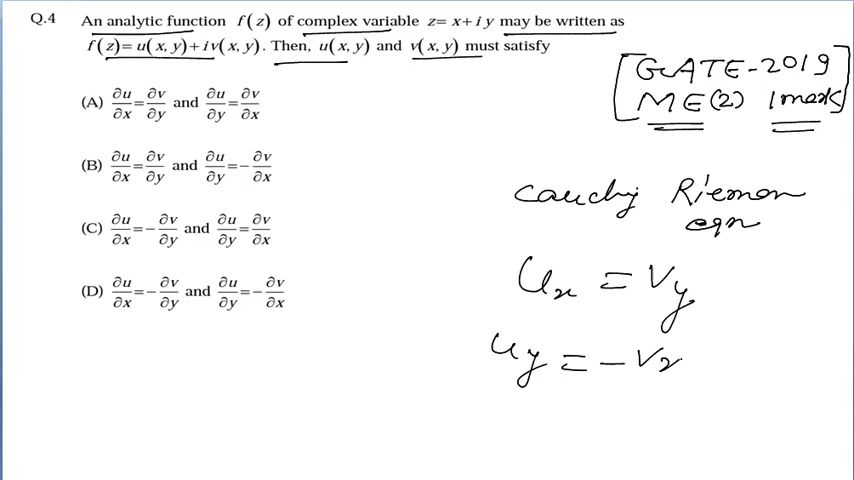 Q.4 An analytic function f(z) of complex variable z= x+i y may be written as
f(z)= u(x, y)+i v(x, y). Then, u(x, y) and v(x, y) must satisfy
(A) ∂u/∂x=∂v/∂y and ∂u/∂y=∂v/∂x
(B) ∂u/∂x=∂v/∂y and ∂u/∂y=-∂v/∂x
(C) ∂u/∂x=-∂v/∂y and ∂u/∂y=∂v/∂x
(D) ∂u/∂x=-∂v/∂y and ∂u/∂y=-∂v/∂x
[GATE-2019
ME(2) 1 mark]
Cauchy Riemon
eqn
Ux = Vy
Uy = -Vx